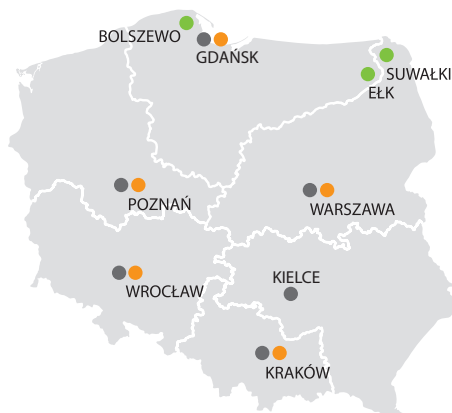 BOLSZEWO
GDAŃSK
SUWAŁKI
EŁK
POZNAŃ
WARSZAWA
KIELCE
WROCŁAW
KRAKÓW